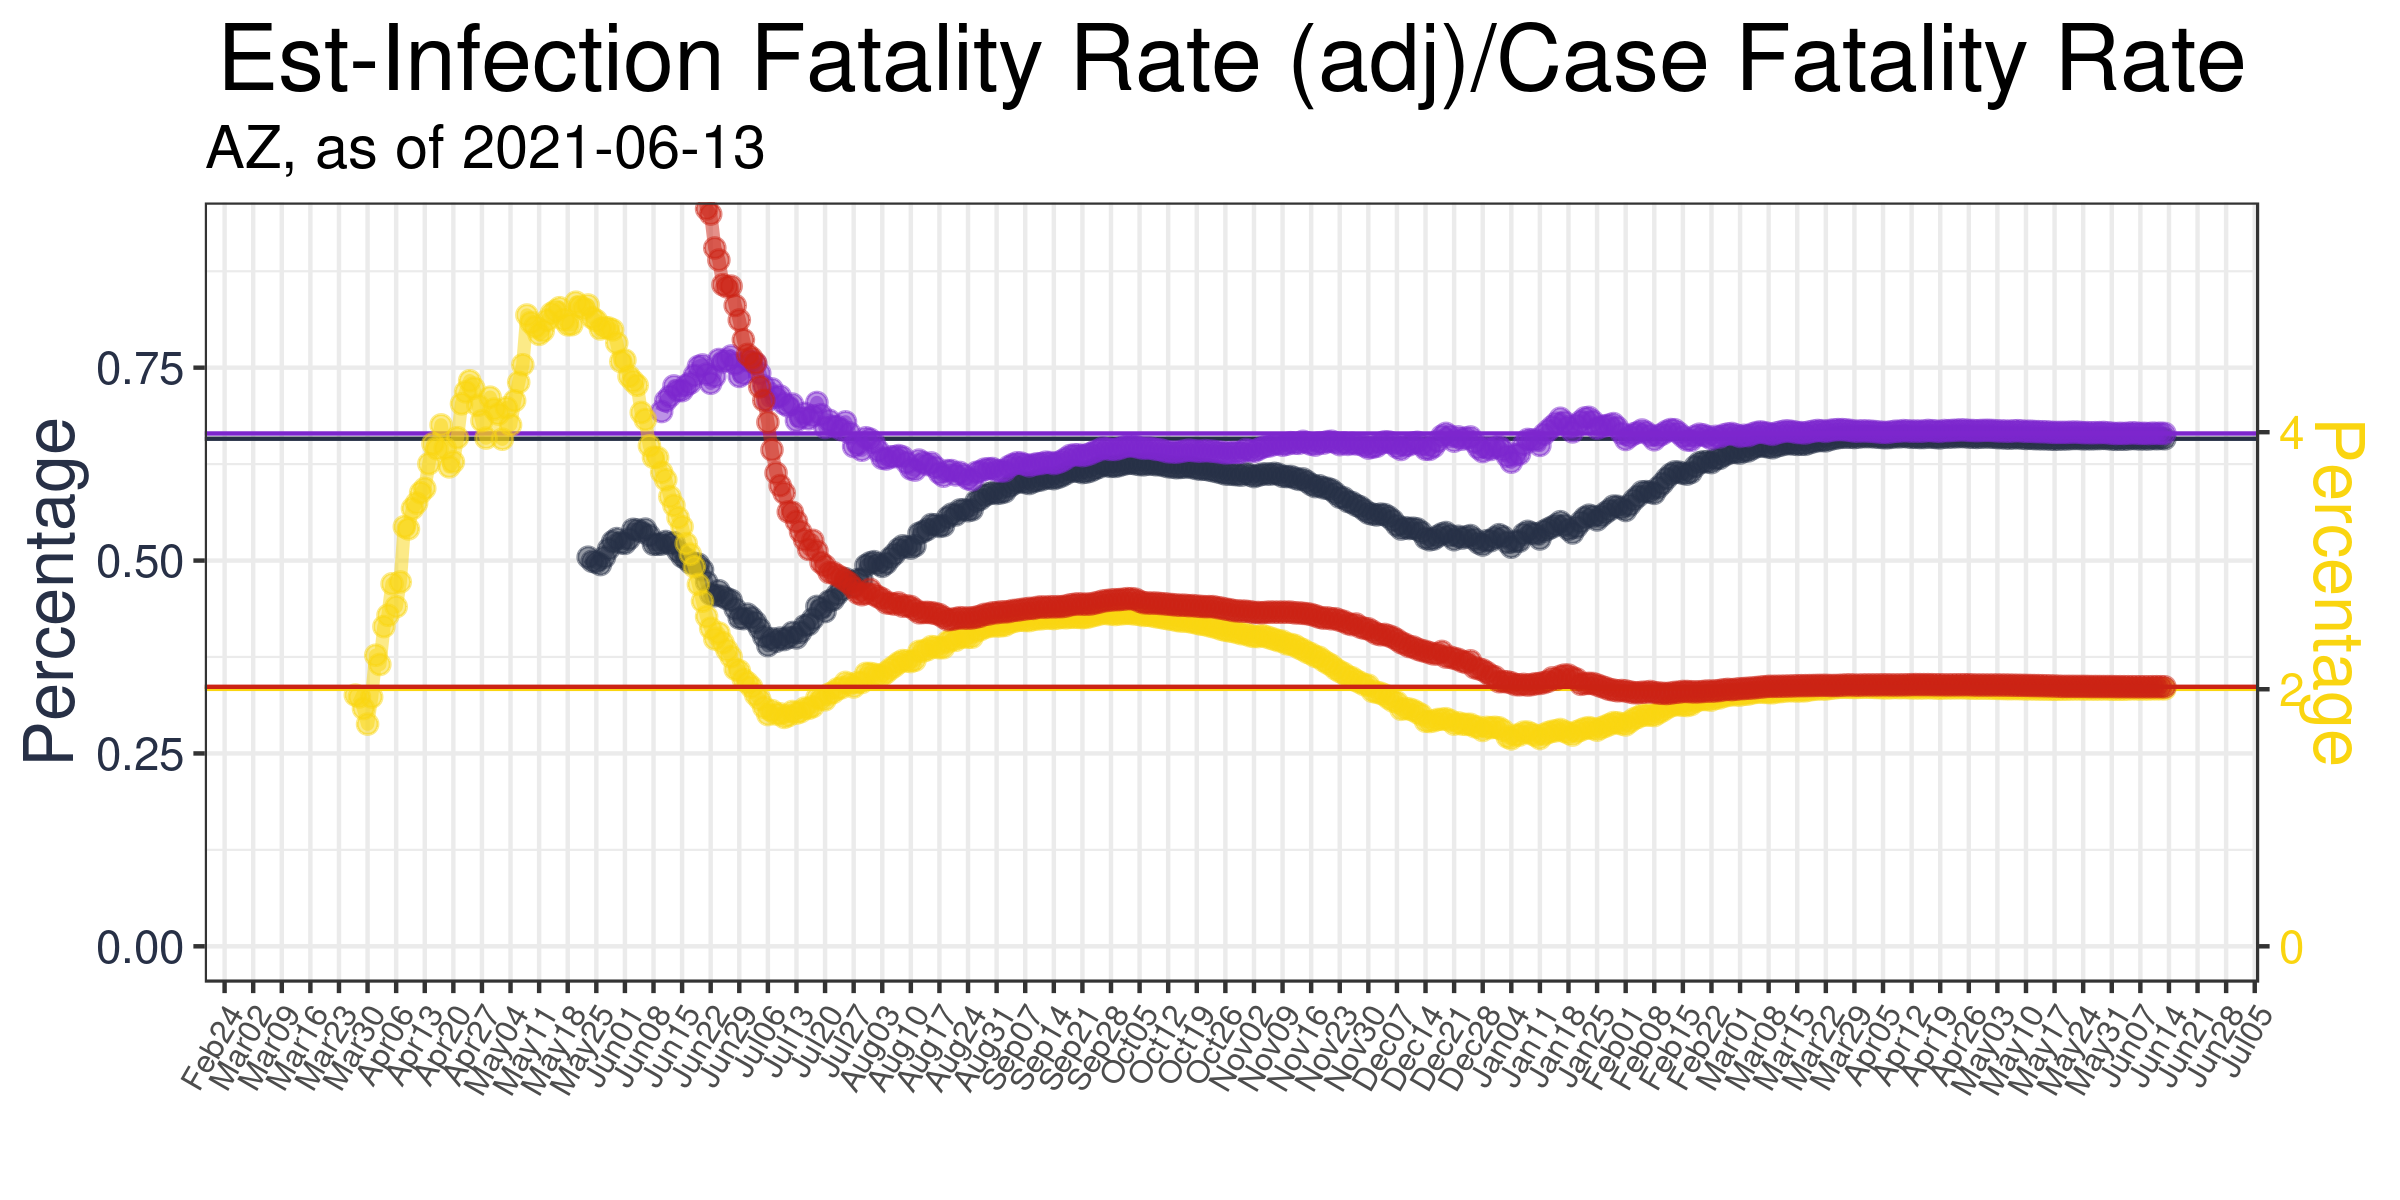 Est-Infection Fatality Rate (adj)/Case Fatality Rate
AZ, as of 2021-06-13
Percentage
0.75
0.50
0.25
0.00
4
2
0
Percentage
Feb24
Mar02
Mar09
Mar16
Mar23
Mar30
Apr06
Apr13
Apr20
Apr27
May04
May11
May18
May25
Jun01
Jun08
Jun15
Jun22
Jun29
Jul06
Jul13
Jul20
Jul27
Aug03
Aug10
Aug17
Aug24
Aug31
Sep07
Sep14
Sep21
Sep28
Oct05
Oct12
Oct19
Oct26
Nov02
Nov09
Nov16
Nov23
Nov30
Dec07
Dec14
Dec21
Dec28
Jan04
Jan11
Jan18
Jan25
Feb01
Feb08
Feb15
Feb22
Mar01
Mar08
Mar15
Mar22
Mar29
Apr05
Apr12
Apr19
Apr26
May03
May10
May17
May24
May31
Jun07
Jun14
Jun21
Jun28
Jul05